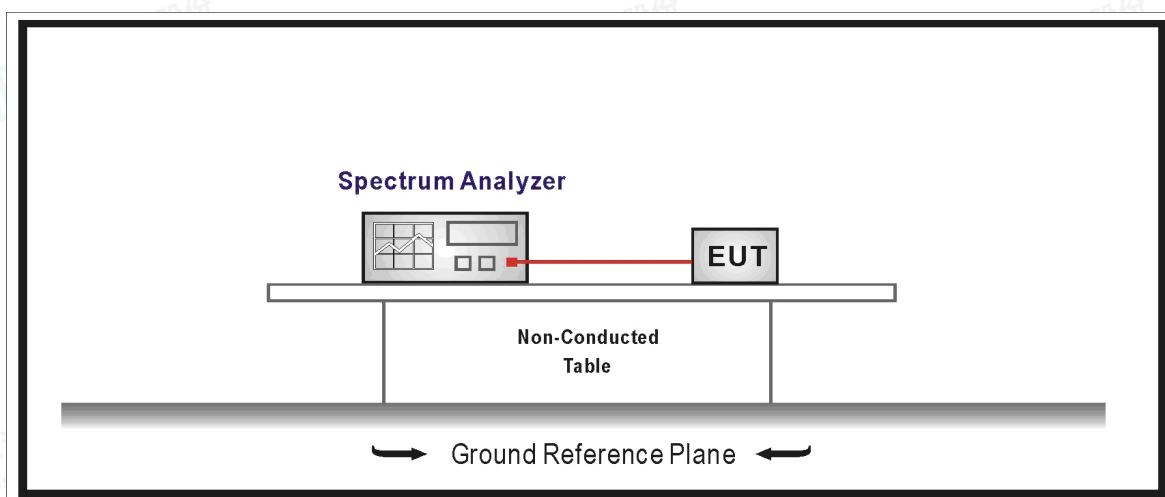 Spectrum Analyzer
EUT
Non-Conducted
Table
Ground Reference Plane